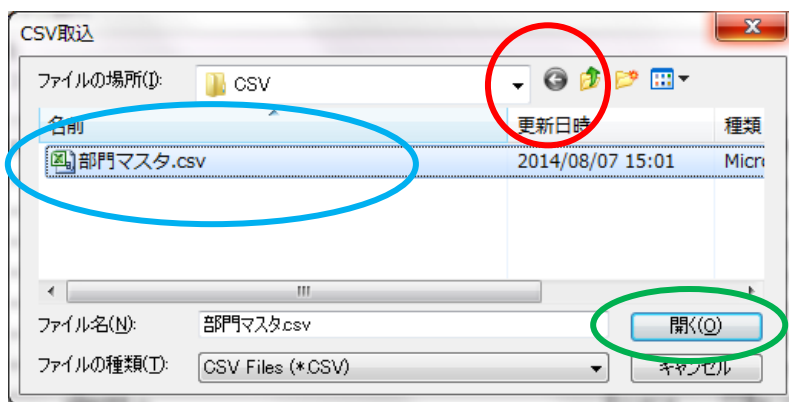 CSV取込
ファイルの場所(I): CSV
名前 更新日時 種類
部門マスタ.csv 2014/08/07 15:01 Micro
ファイル名(N): 部門マスタ.csv 開く(O)
ファイルの種類(T): CSV Files (*.CSV) キャンセル